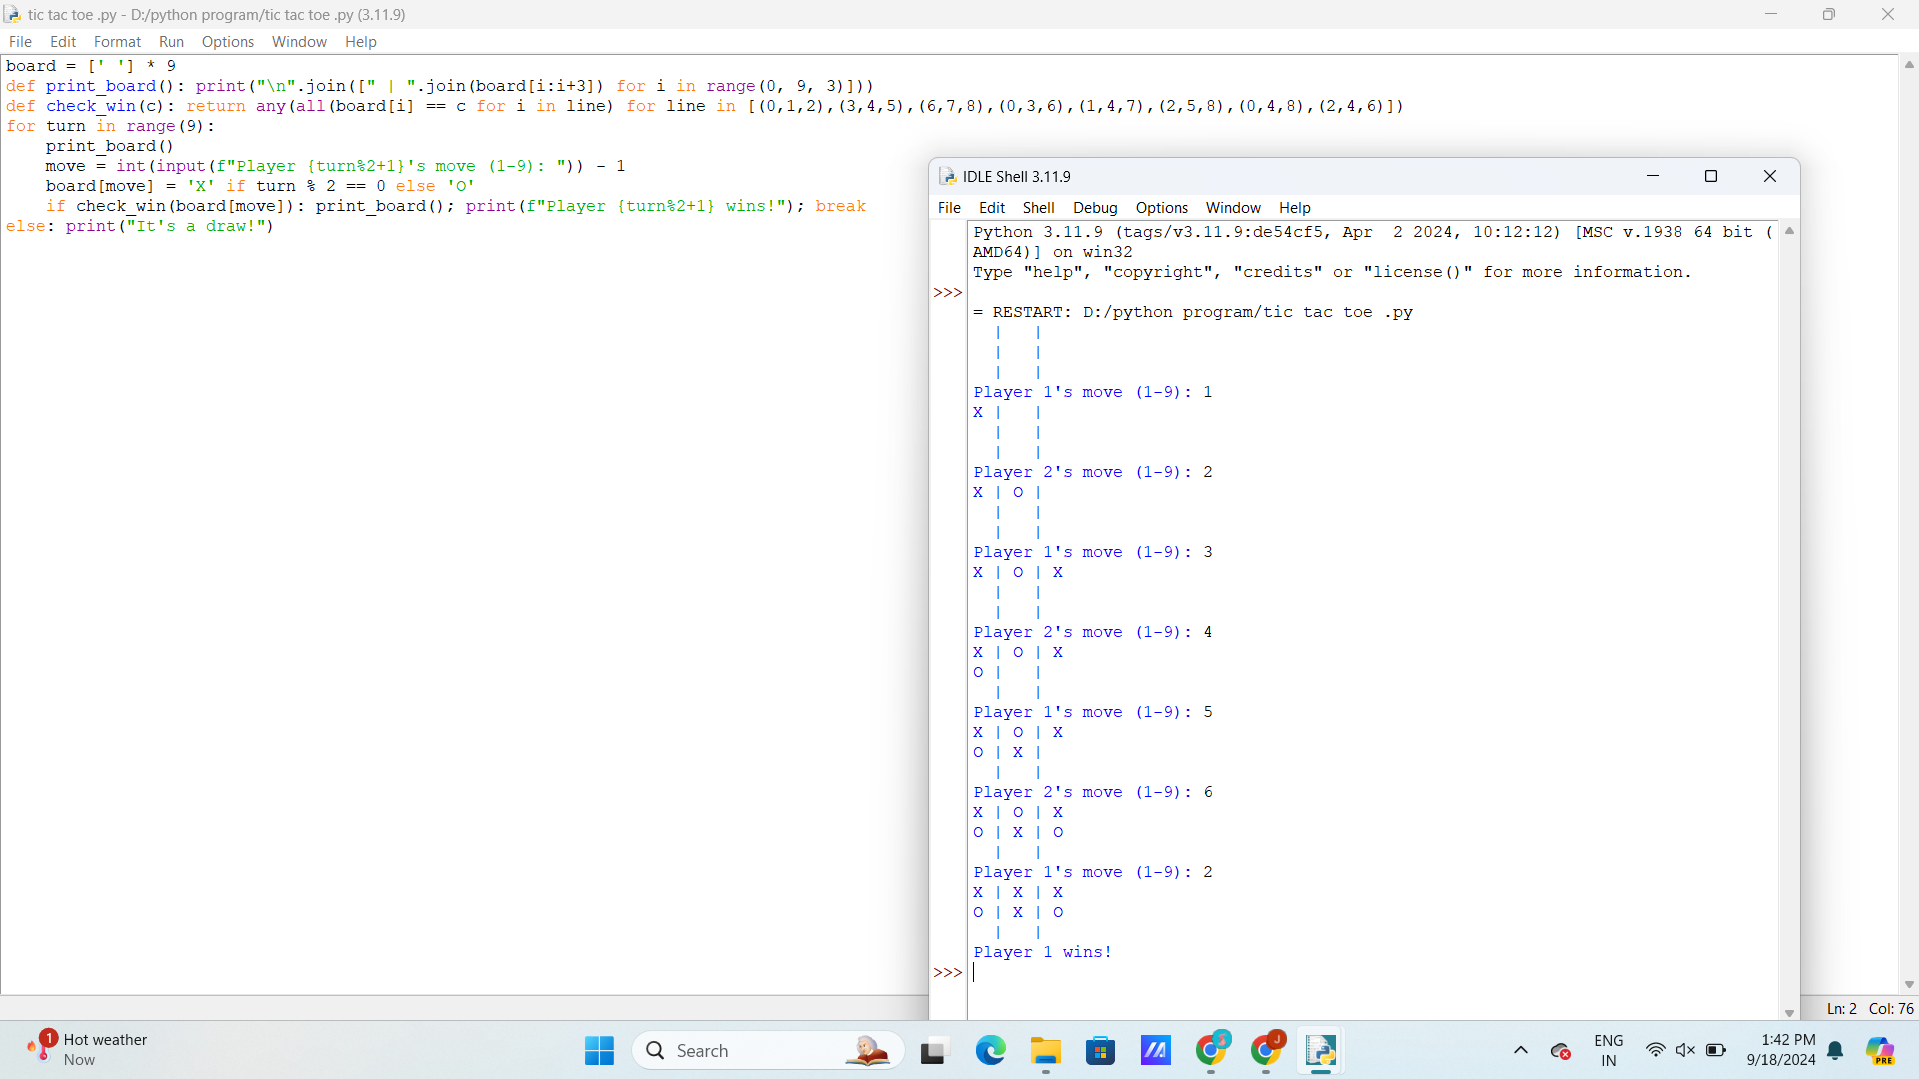 tic tac toe .py - D:/python program/tic tac toe .py (3.11.9)
File Edit Format Run Options Window Help
board = [' '] * 9
def print_board(): print("\n".join([" | ".join(board[i:i+3]) for i in range(0, 9, 3)]))
def check_win(c): return any(all(board[i] == c for i in line) for line in [(0,1,2),(3,4,5),(6,7,8),(0,3,6),(1,4,7),(2,5,8),(0,4,8),(2,4,6)])
for turn in range(9):
    print_board()
    move = int(input(f"Player {turn%2+1}'s move (1-9): ")) - 1
    board[move] = 'X' if turn % 2 == 0 else 'O'
    if check_win(board[move]): print_board(); print(f"Player {turn%2+1} wins!"); break
else: print("It's a draw!")
IDLE Shell 3.11.9
File Edit Shell Debug Options Window Help
Python 3.11.9 (tags/v3.11.9:de54cf5, Apr  2 2024, 10:12:12) [MSC v.1938 64 bit (
AMD64)] on win32
Type "help", "copyright", "credits" or "license()" for more information.
>>>
= RESTART: D:/python program/tic tac toe .py
  |   |
  |   |
  |   |
Player 1's move (1-9): 1
X |   |
  |   |
  |   |
Player 2's move (1-9): 2
X | O |
  |   |
  |   |
Player 1's move (1-9): 3
X | O | X
  |   |
  |   |
Player 2's move (1-9): 4
X | O | X
O |   |
  |   |
Player 1's move (1-9): 5
X | O | X
O | X |
  |   |
Player 2's move (1-9): 6
X | O | X
O | X | O
  |   |
Player 1's move (1-9): 2
X | X | X
O | X | O
  |   |
Player 1 wins!
>>>
Ln: 2 Col: 76
1
Hot weather
Now
Search
S
J
ENG
IN
1:42 PM
9/18/2024
PRE